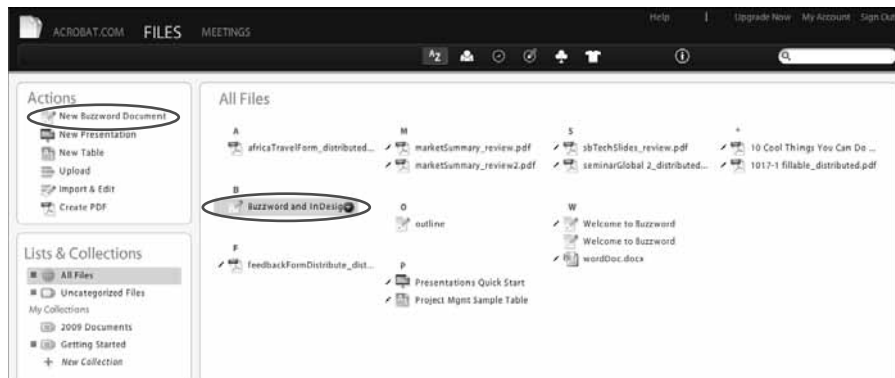 Help | Upgrade Now My Account Sign Out
ACROBAT.COM FILES MEETINGS
AZ
Actions
New Buzzword Document
New Presentation
New Table
Upload
Import & Edit
Create PDF
Lists & Collections
All Files
Uncategorized Files
My Collections
2009 Documents
Getting Started
+ New Collection
All Files
A
africaTravelForm_distributed...
B
Buzzword and InDesig
F
feedbackFormDistribute_dist...
M
marketSummary_review.pdf
marketSummary_review2.pdf
O
outline
P
Presentations Quick Start
Project Mgmt Sample Table
S
sbTechSlides_review.pdf
seminarGlobal 2_distributed...
W
Welcome to Buzzword
Welcome to Buzzword
wordDoc.docx
*
10 Cool Things You Can Do ...
1017-1 fillable_distributed.pdf